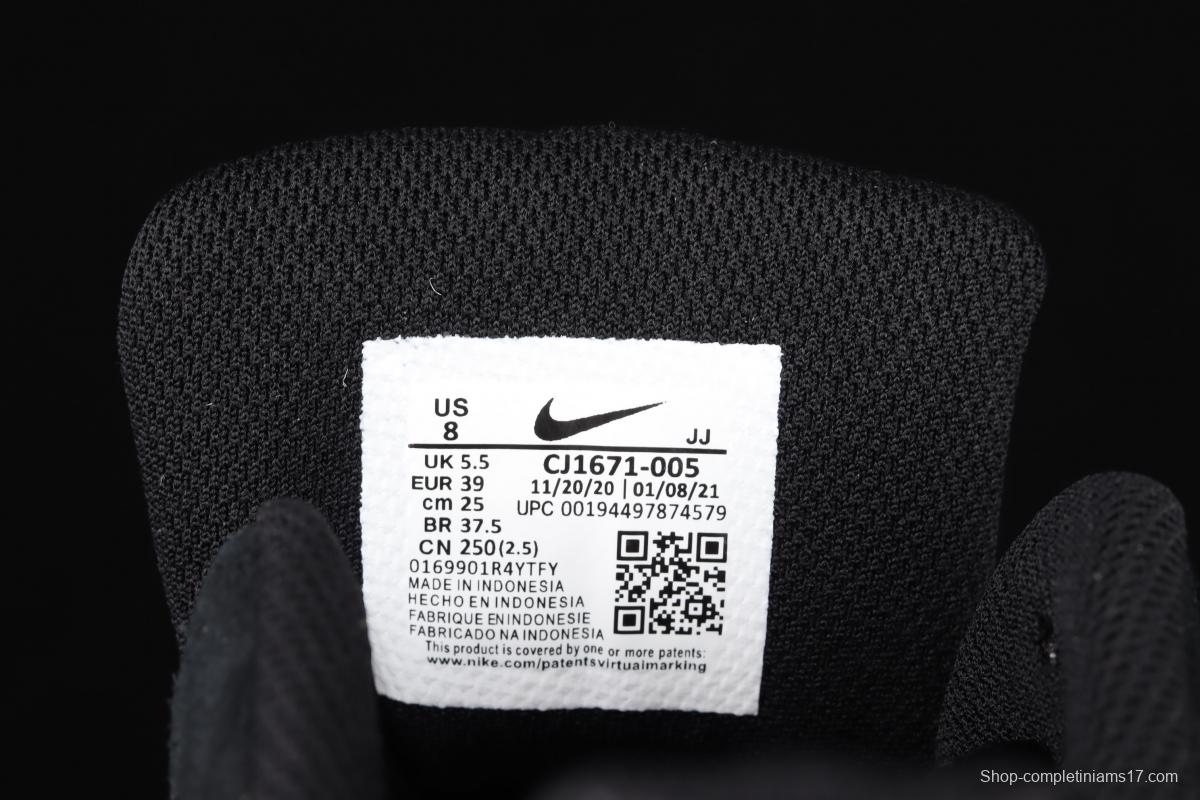 US
8
JJ
UK 5.5
EUR 39
cm 25
BR 37.5
CN 250(2.5)
CJ1671-005
11/20/20 | 01/08/21
UPC 00194497874579
0169901R4YTFY
MADE IN INDONESIA
HECHO EN INDONESIA
FABRIQUE EN INDONESIE
FABRICADO NA INDONESIA
This product is covered by one or more patents:
www.nike.com/patentsvirtualmarking
Shop-completiniams17.com